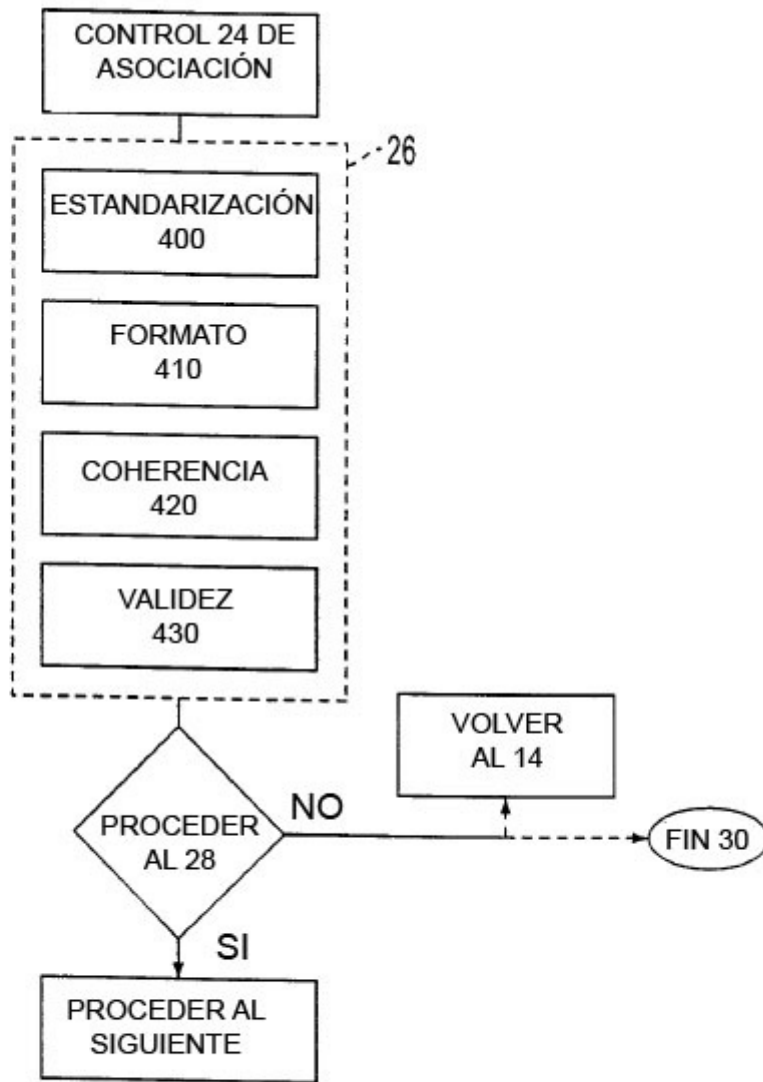 CONTROL 24 DE
ASOCIACIÓN
26
ESTANDARIZACIÓN
400
FORMATO
410
COHERENCIA
420
VALIDEZ
430
VOLVER
AL 14
NO
PROCEDER
AL 28
FIN 30
SI
PROCEDER AL
SIGUIENTE